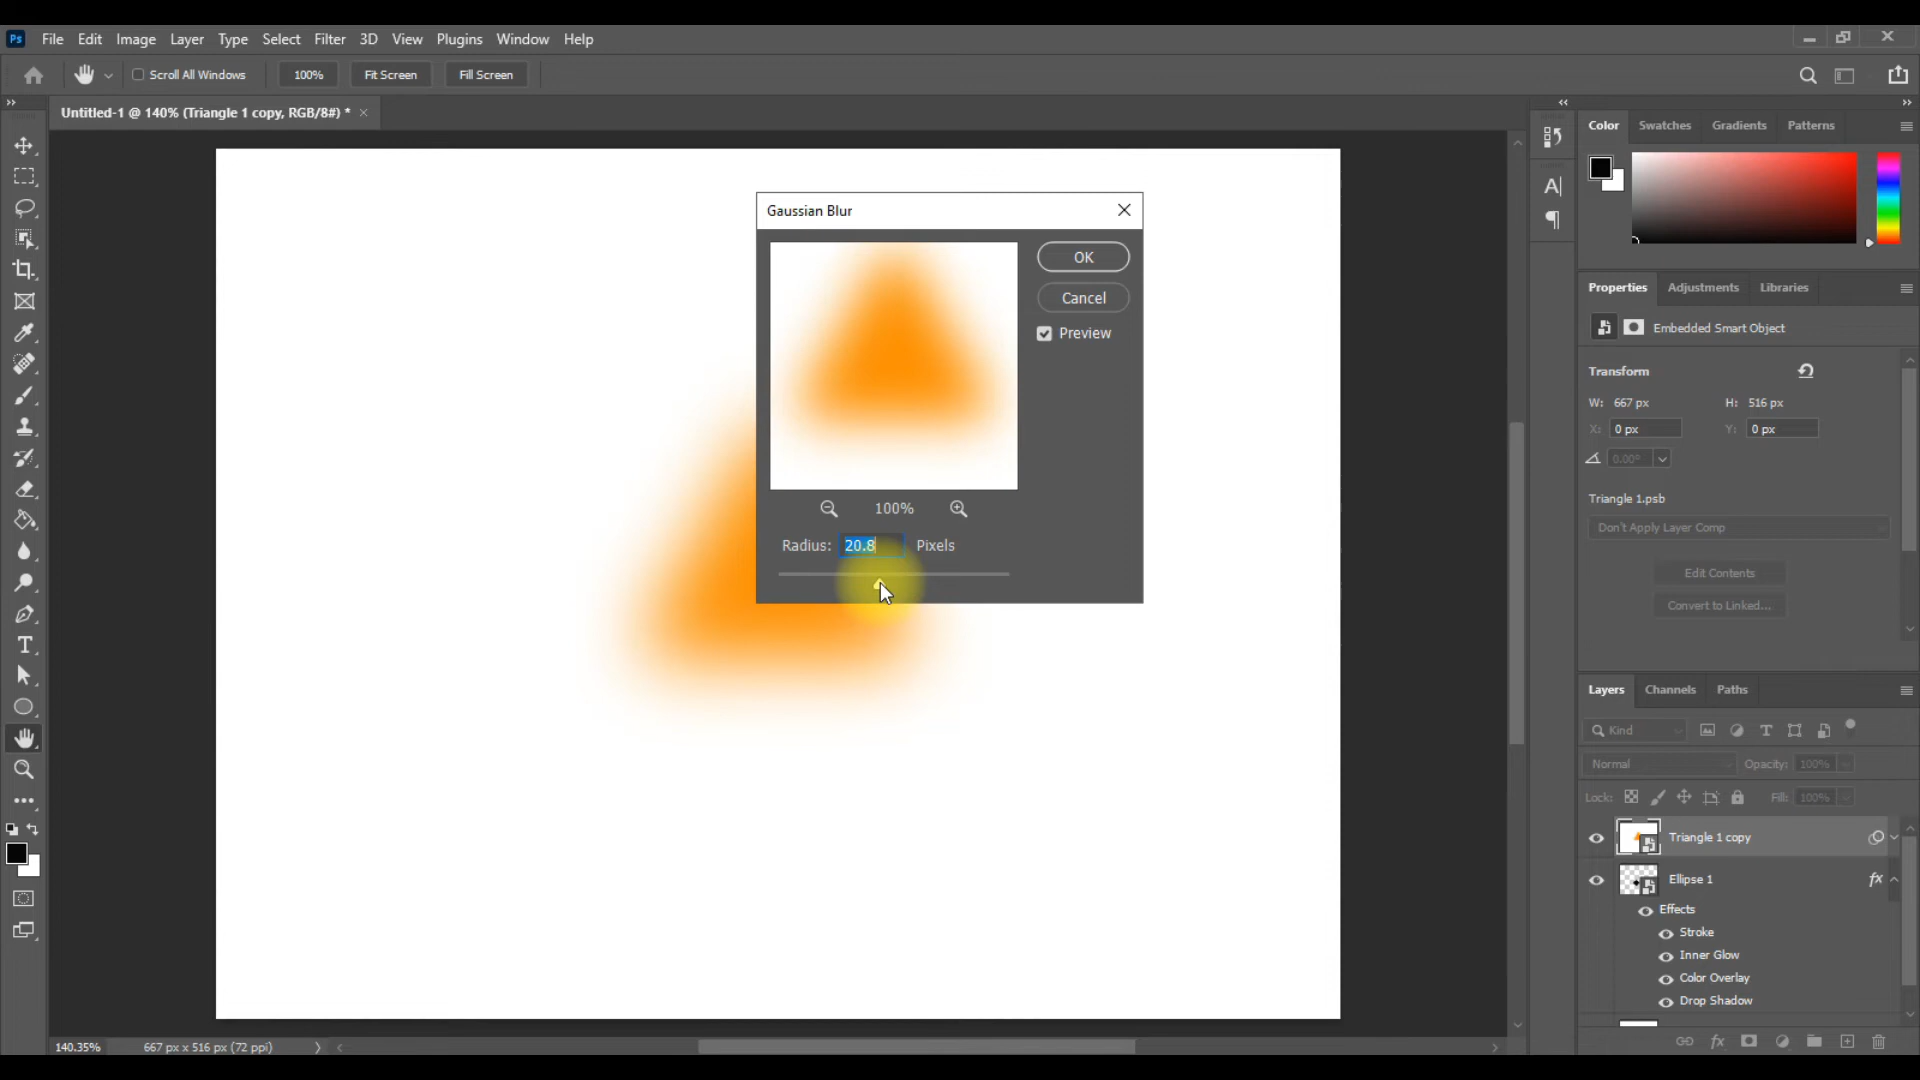 Ps File Edit Image Layer Type Select Filter 3D View Plugins Window Help
Scroll All Windows 100% Fit Screen Fill Screen
Untitled-1 @ 140% (Triangle 1 copy, RGB/8#) *
Gaussian Blur
OK
Cancel
Preview
100%
Radius: 20.8 Pixels
Color Swatches Gradients Patterns
Properties Adjustments Libraries
Embedded Smart Object
Transform
W: 667 px H: 516 px
X: 0 px Y: 0 px
0.00°
Triangle 1.psb
Don't Apply Layer Comp
Edit Contents
Convert to Linked...
Layers Channels Paths
Kind
Normal Opacity: 100%
Lock: Fill: 100%
Triangle 1 copy
Ellipse 1 fx
Effects
Stroke
Inner Glow
Color Overlay
Drop Shadow
fx
140.35% 667 px x 516 px (72 ppi)